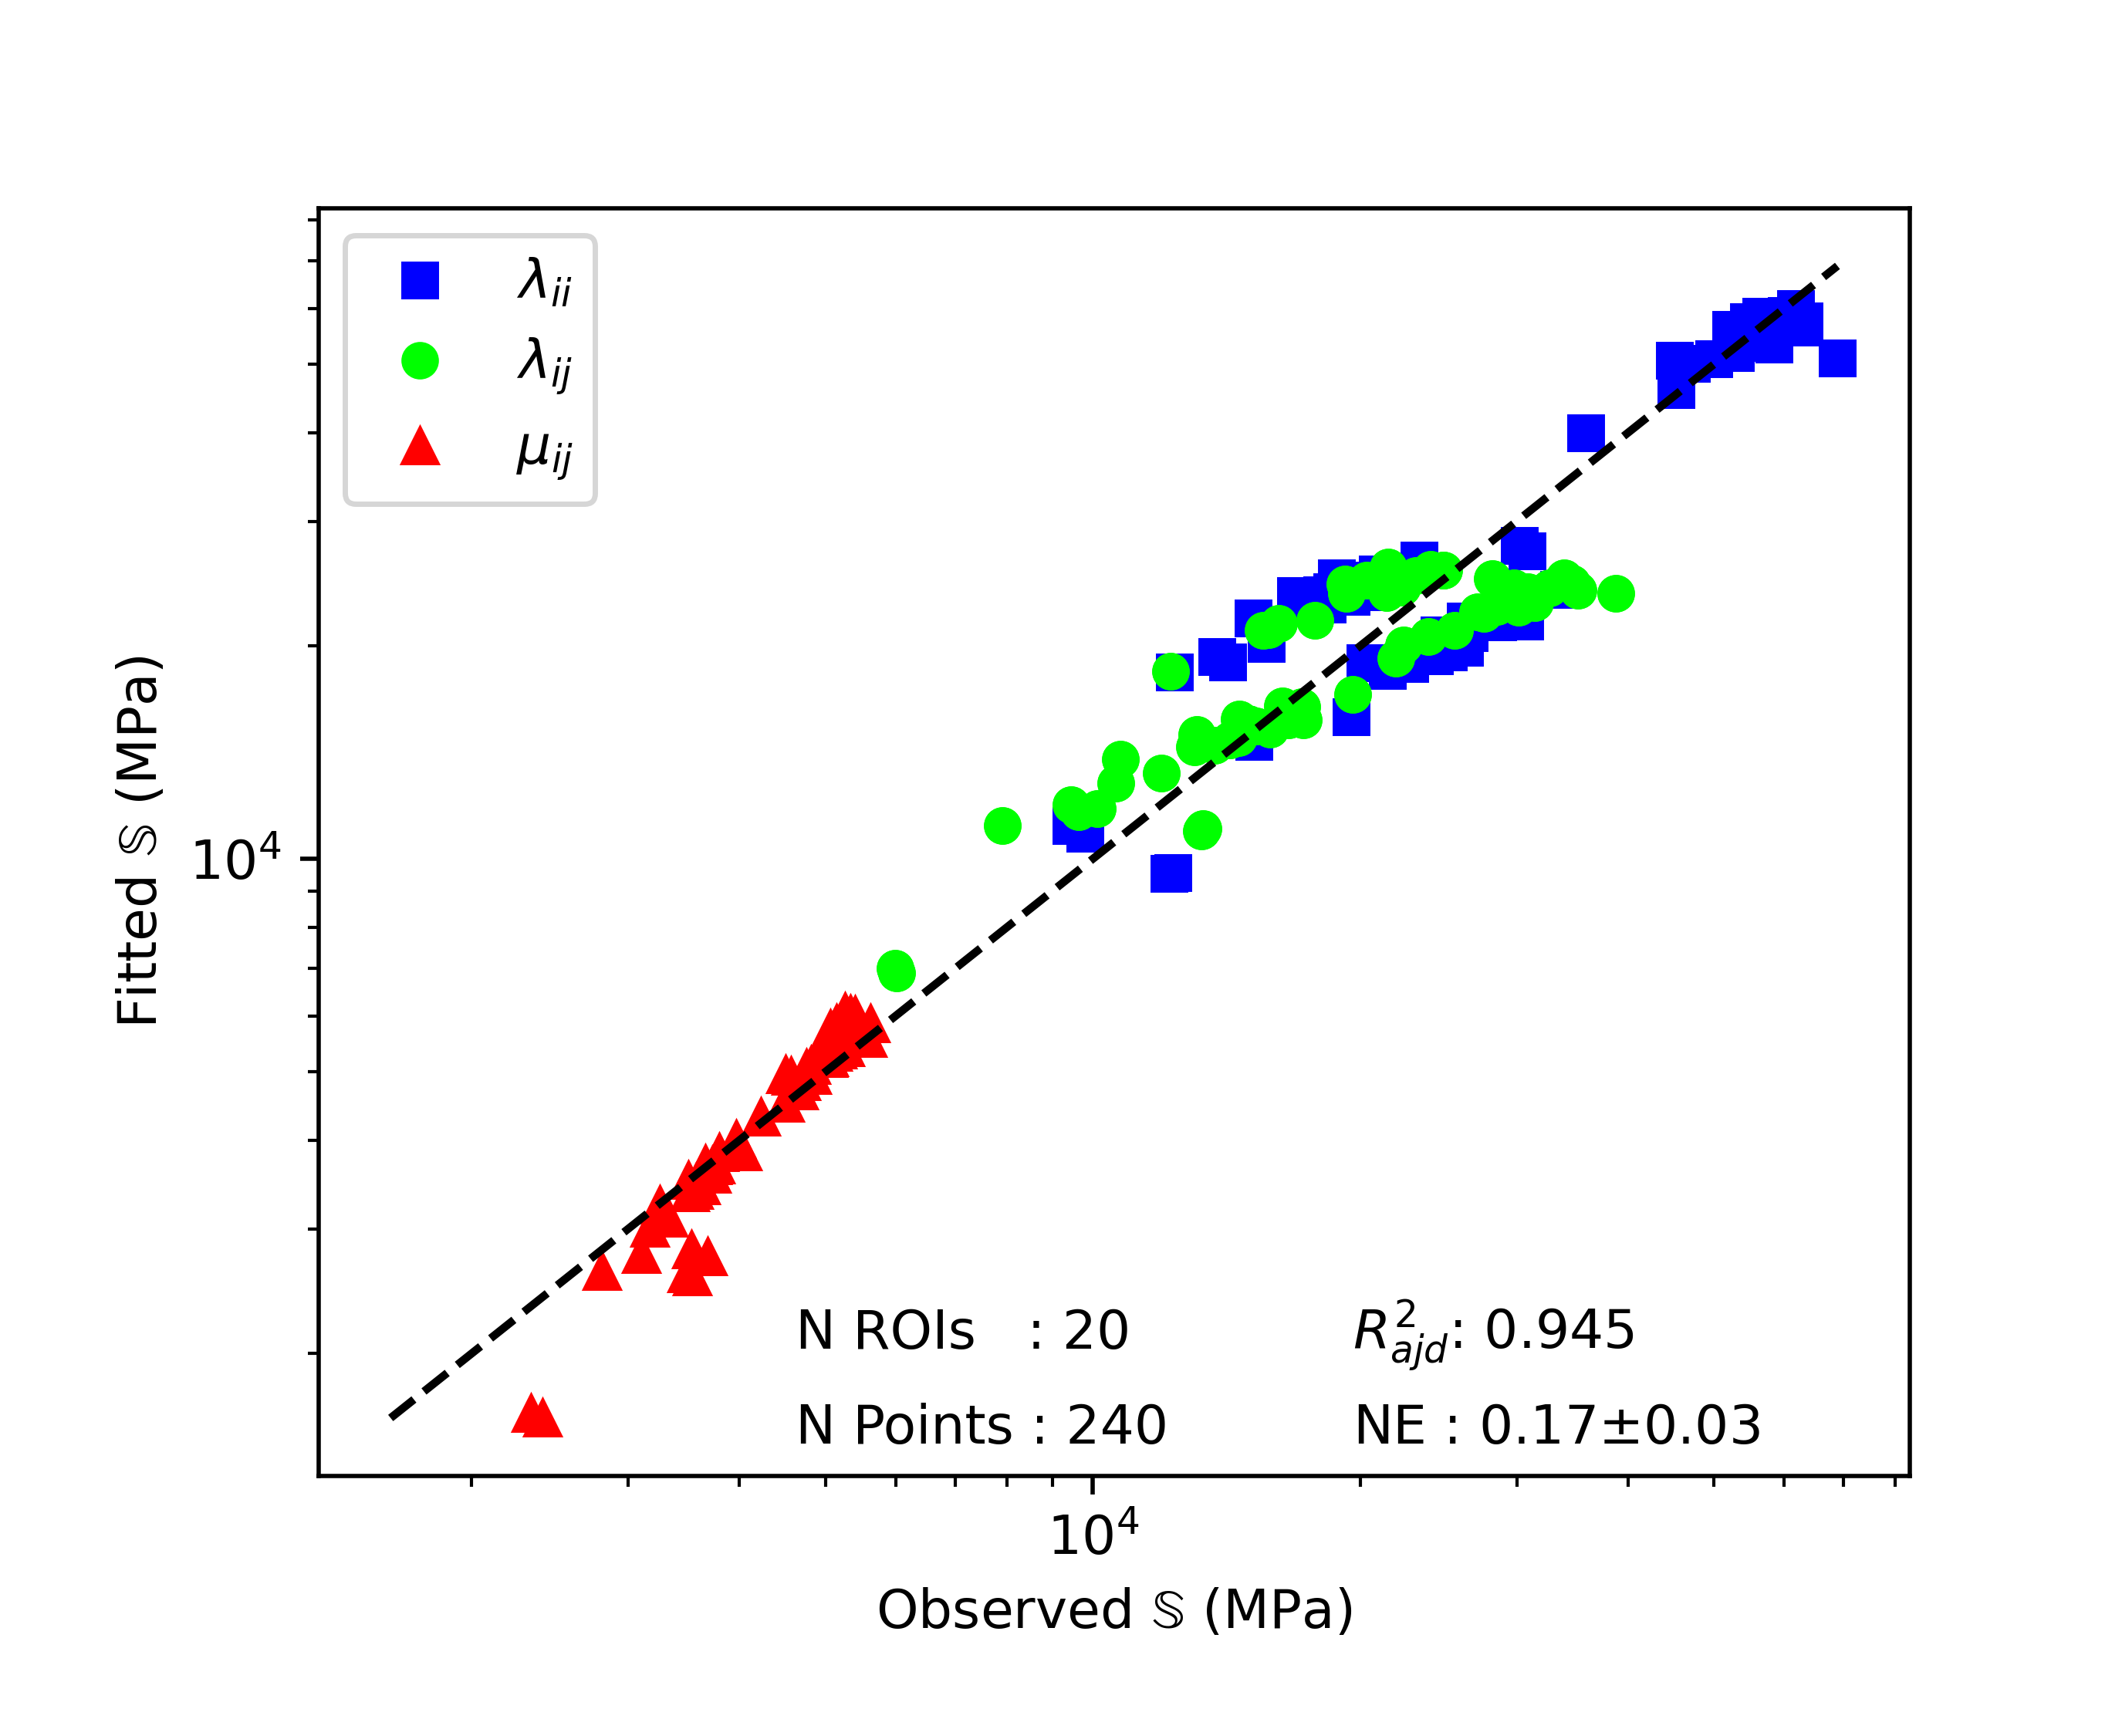 λii
λij
μij
Fitted 𝕊 (MPa)
10⁴
N ROIs : 20
R²ajd: 0.945
N Points : 240
NE : 0.17±0.03
10⁴
Observed 𝕊 (MPa)